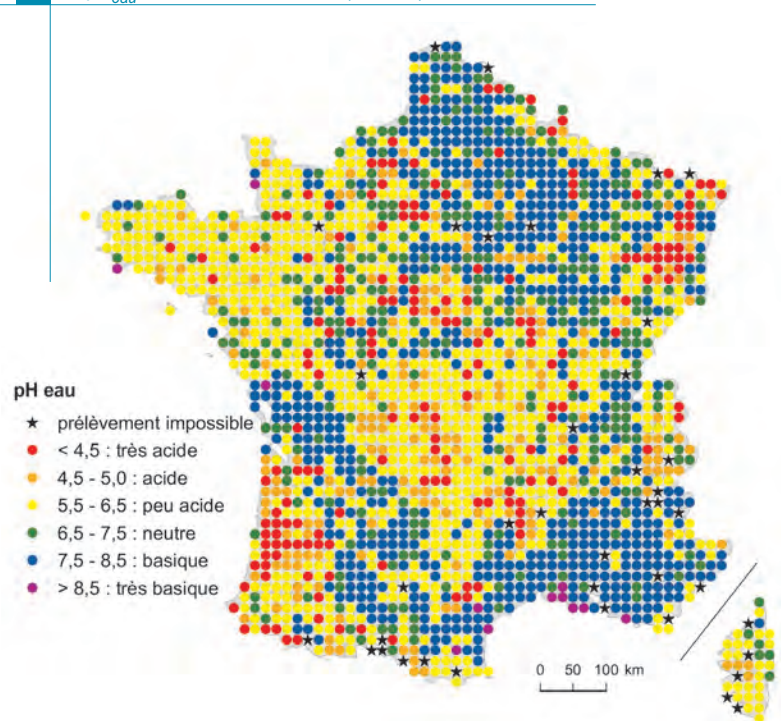 eau
pH eau
★ prélèvement impossible
< 4,5 : très acide
4,5 - 5,0 : acide
5,5 - 6,5 : peu acide
6,5 - 7,5 : neutre
7,5 - 8,5 : basique
> 8,5 : très basique
0 50 100 km